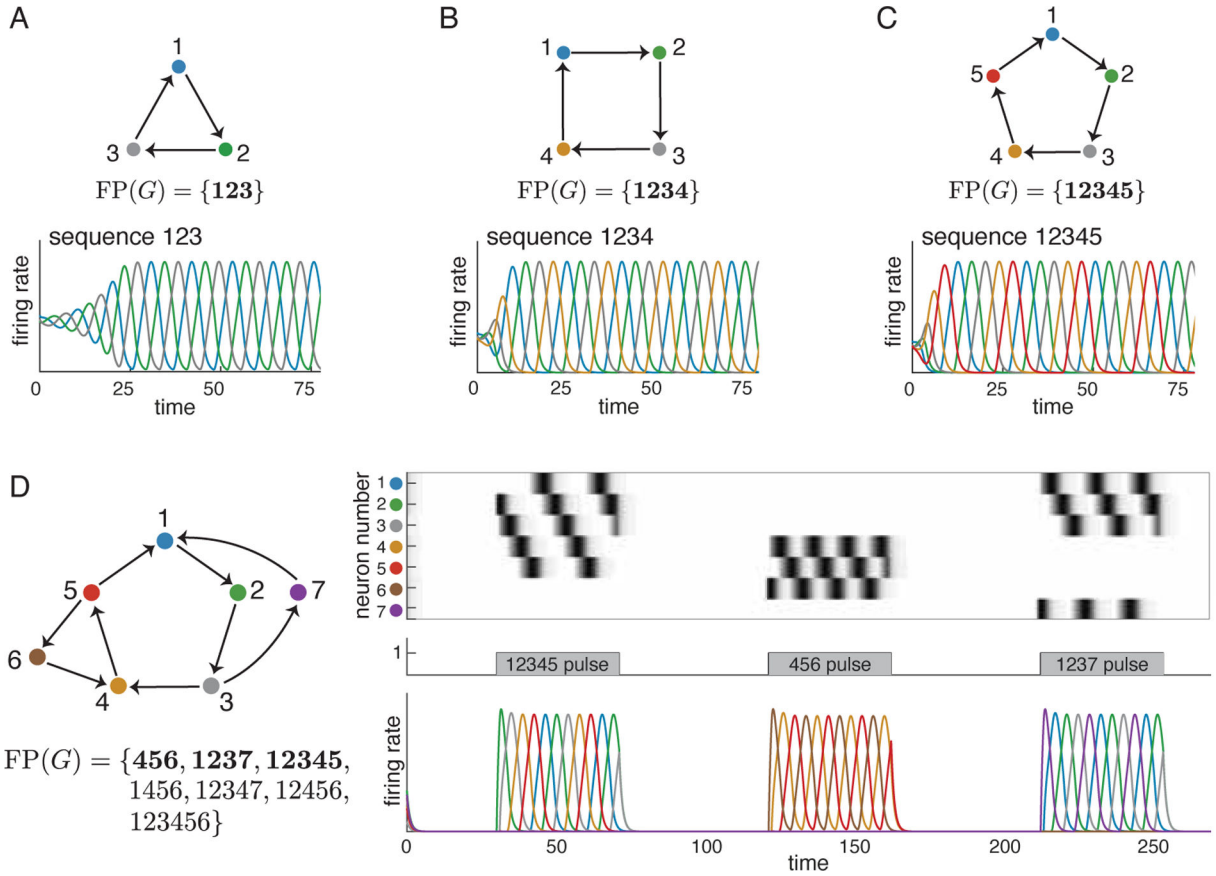 A
1
3
2
FP(G) = {123}
sequence 123
firing rate
0 25 50 75
time
B
1 2
4 3
FP(G) = {1234}
sequence 1234
firing rate
0 25 50 75
time
C
1
5 2
4 3
FP(G) = {12345}
sequence 12345
firing rate
0 25 50 75
time
D
1
5 2 7
6
4 3
FP(G) = {456, 1237, 12345,
1456, 12347, 12456,
123456}
neuron number
1
2
3
4
5
6
7
1
12345 pulse 456 pulse 1237 pulse
firing rate
0 100 150 200 250
time